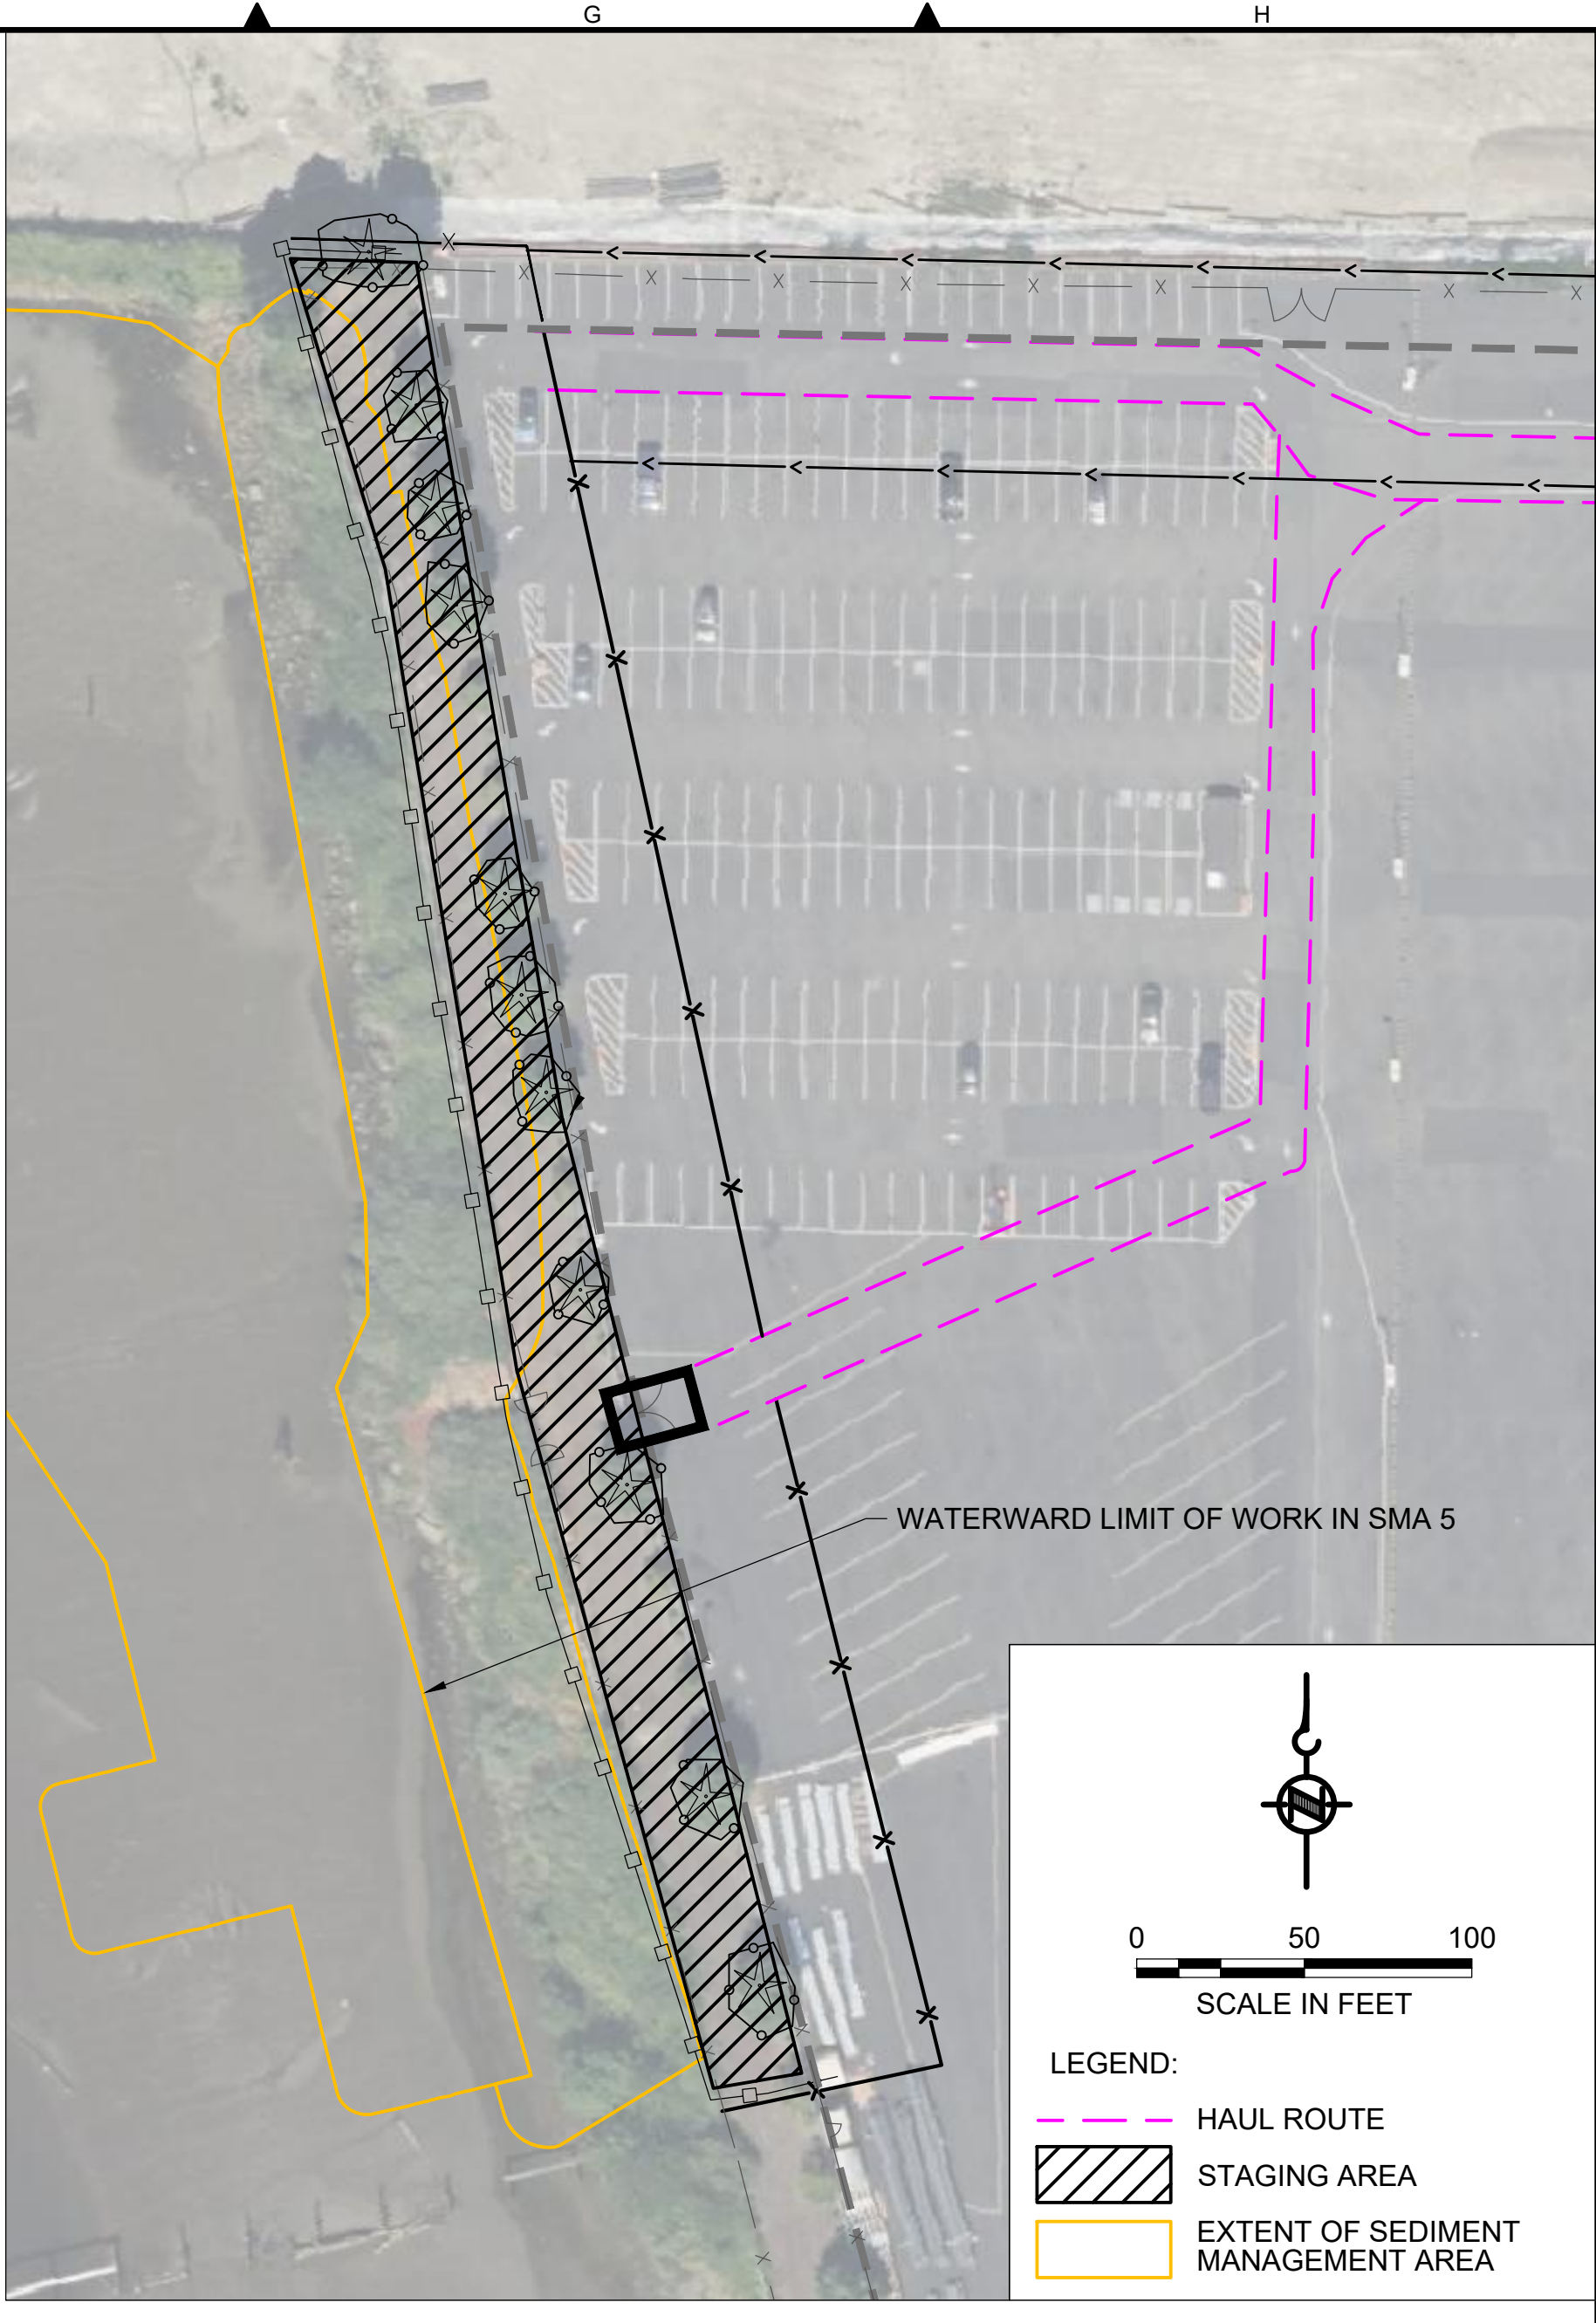 G
H
WATERWARD LIMIT OF WORK IN SMA 5
N
0 50 100
SCALE IN FEET
LEGEND:
HAUL ROUTE
STAGING AREA
EXTENT OF SEDIMENT
MANAGEMENT AREA